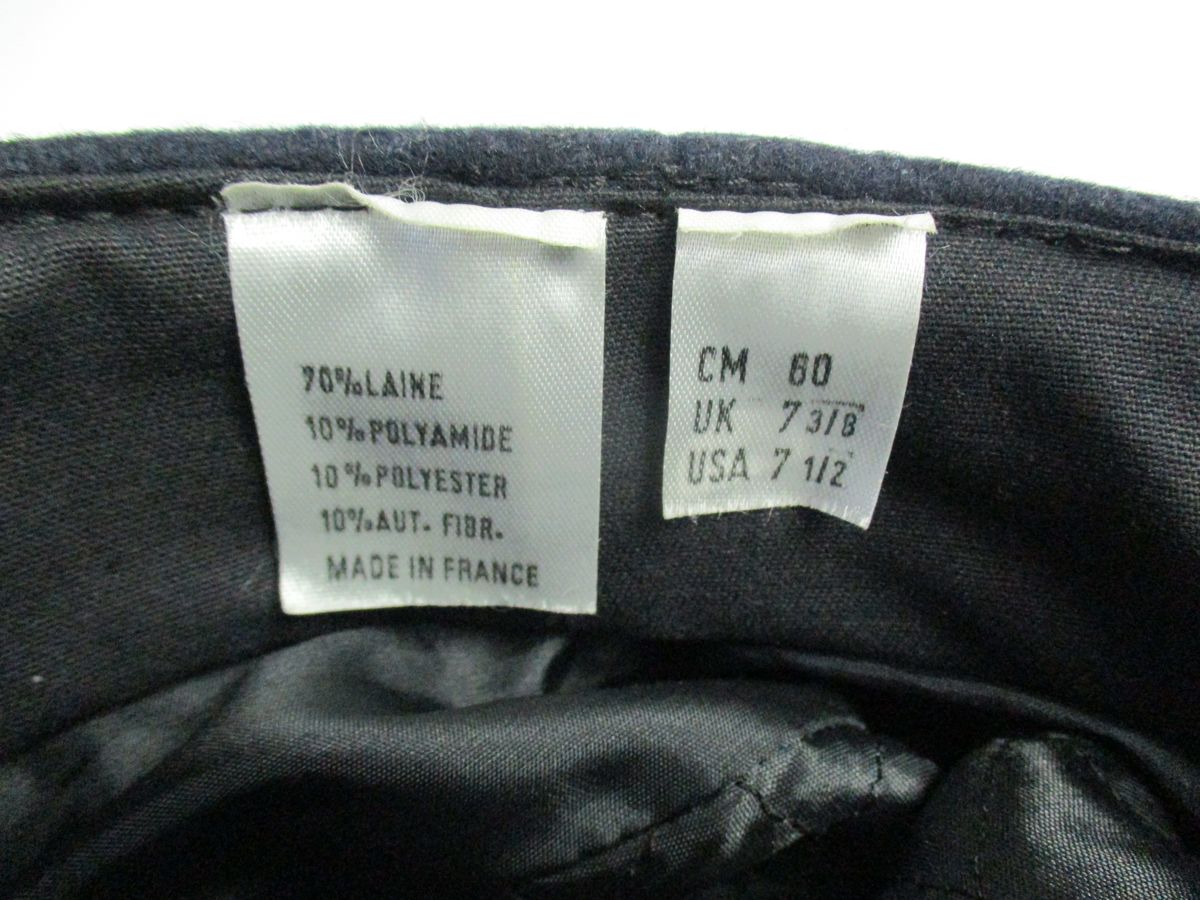 70% LAINE
10% POLYAMIDE
10% POLYESTER
10% AUT. FIBR.
MADE IN FRANCE
CM 60
UK 7 3/8
USA 7 1/2